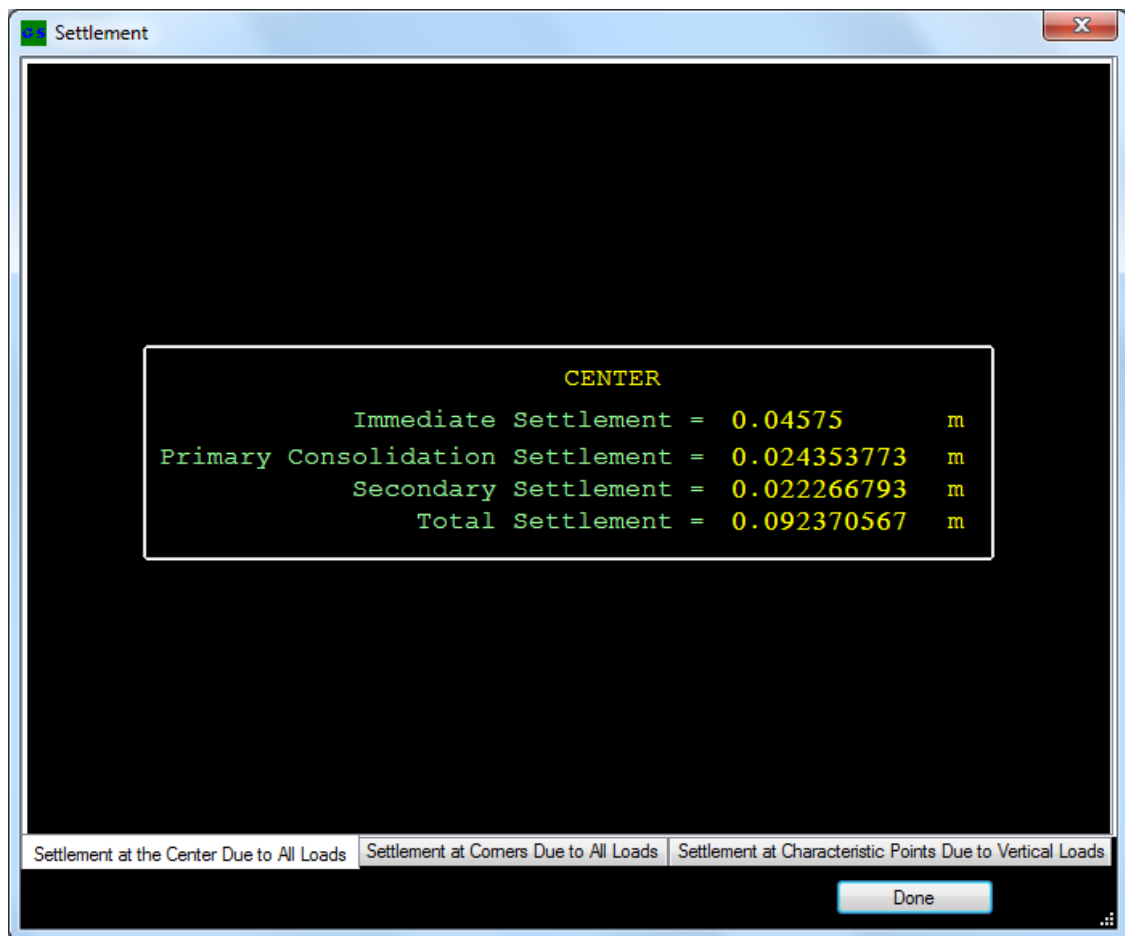 GS Settlement
CENTER
Immediate Settlement = 0.04575 m
Primary Consolidation Settlement = 0.024353773 m
Secondary Settlement = 0.022266793 m
Total Settlement = 0.092370567 m
Settlement at the Center Due to All Loads Settlement at Corners Due to All Loads Settlement at Characteristic Points Due to Vertical Loads
Done